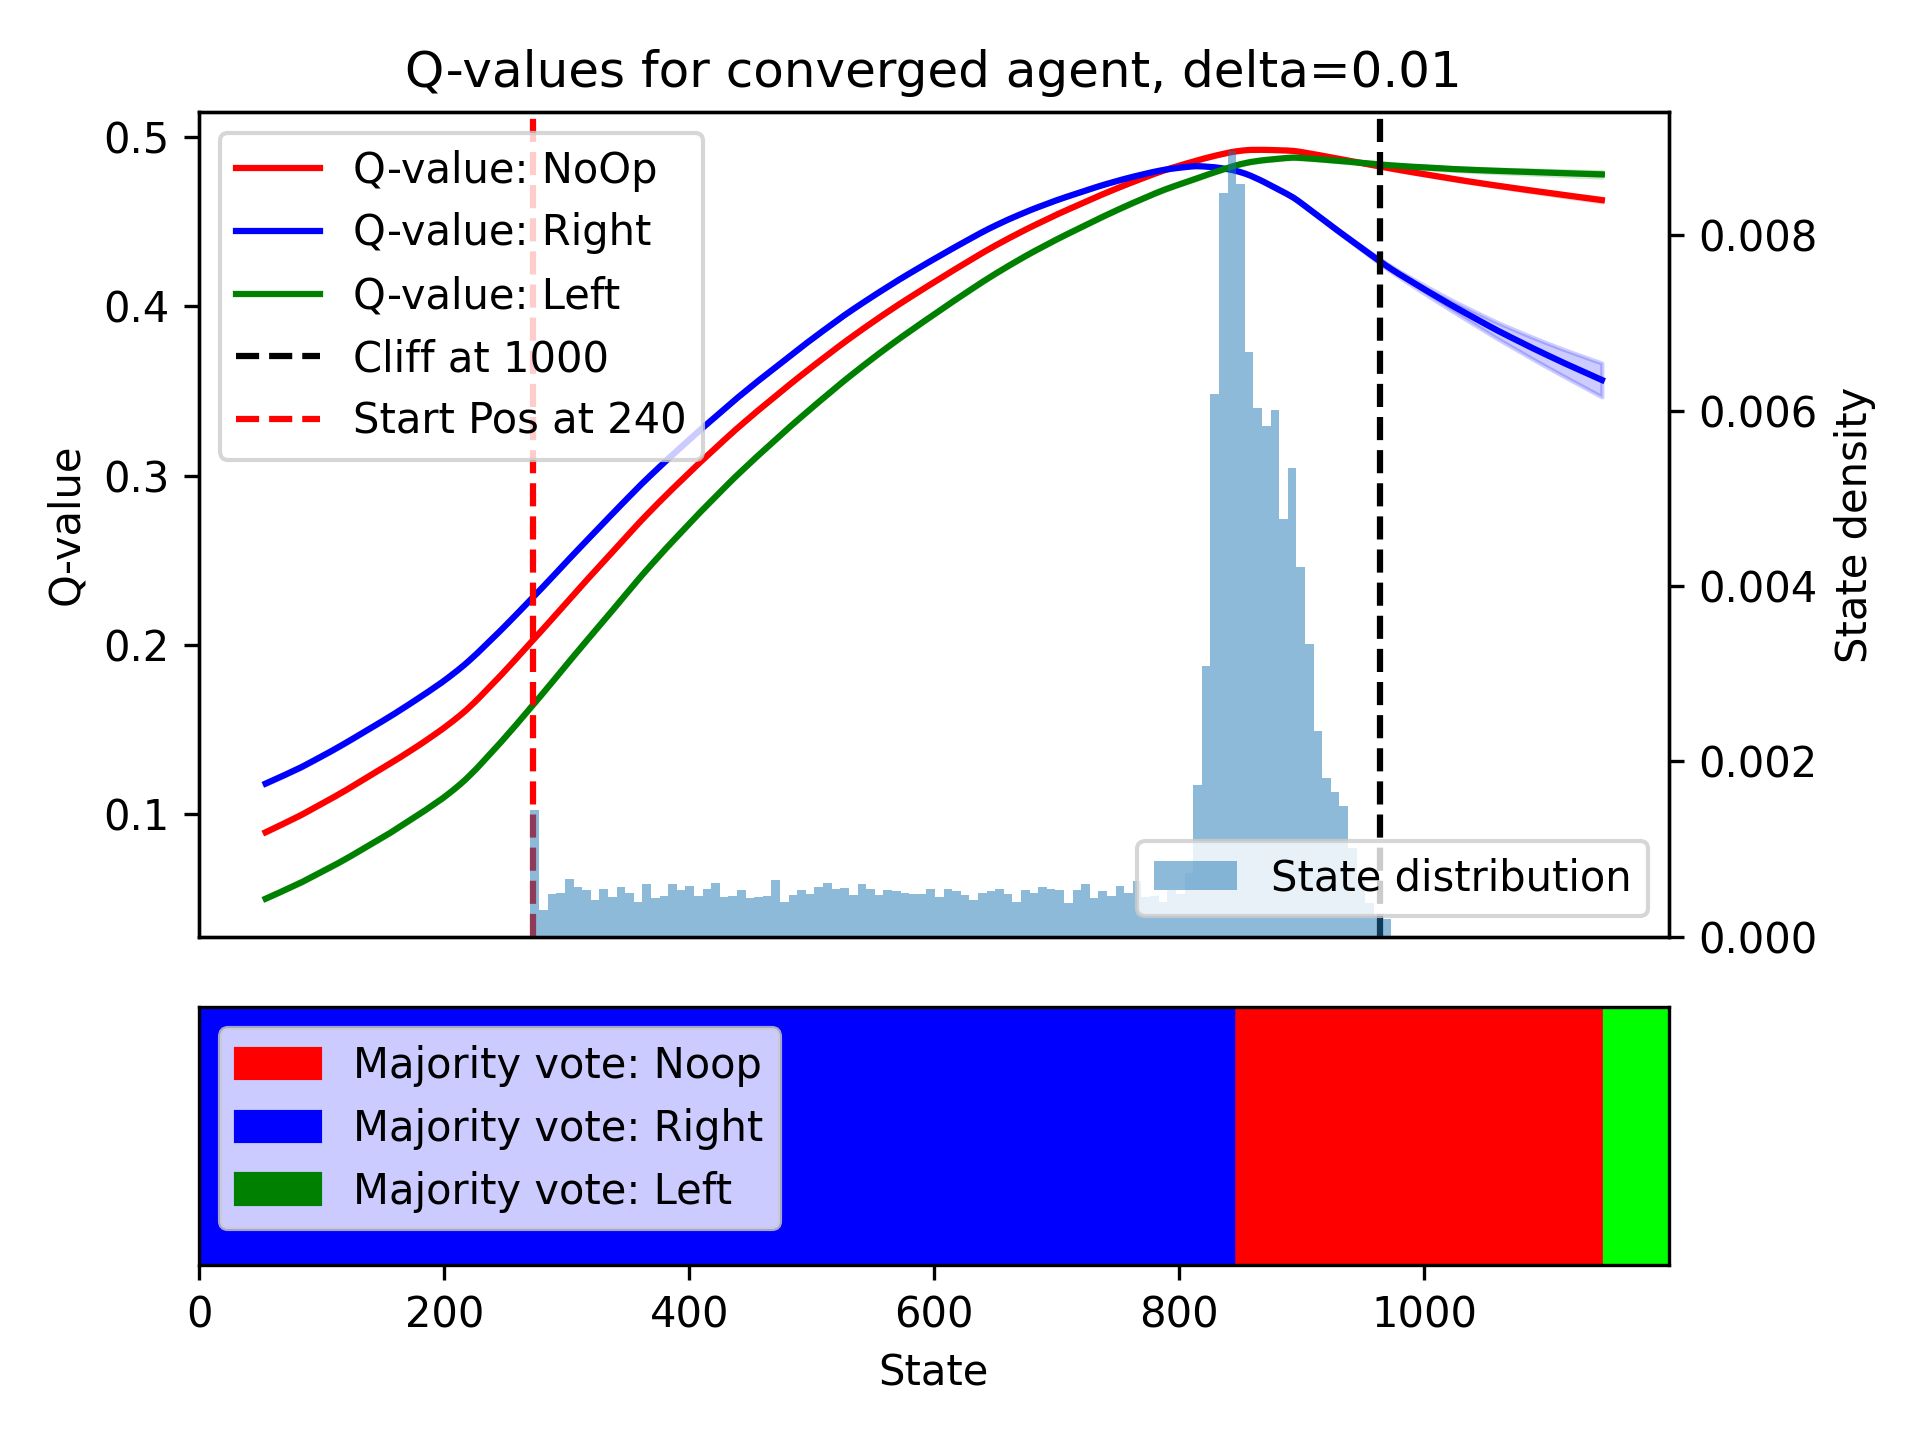 Q-values for converged agent, delta=0.01
0.5
0.4
0.3
0.2
0.1
Q-value
Q-value: NoOp
Q-value: Right
Q-value: Left
Cliff at 1000
Start Pos at 240
0.008
0.006
0.004
0.002
0.000
State density
State distribution
Majority vote: Noop
Majority vote: Right
Majority vote: Left
0 200 400 600 800 1000
State